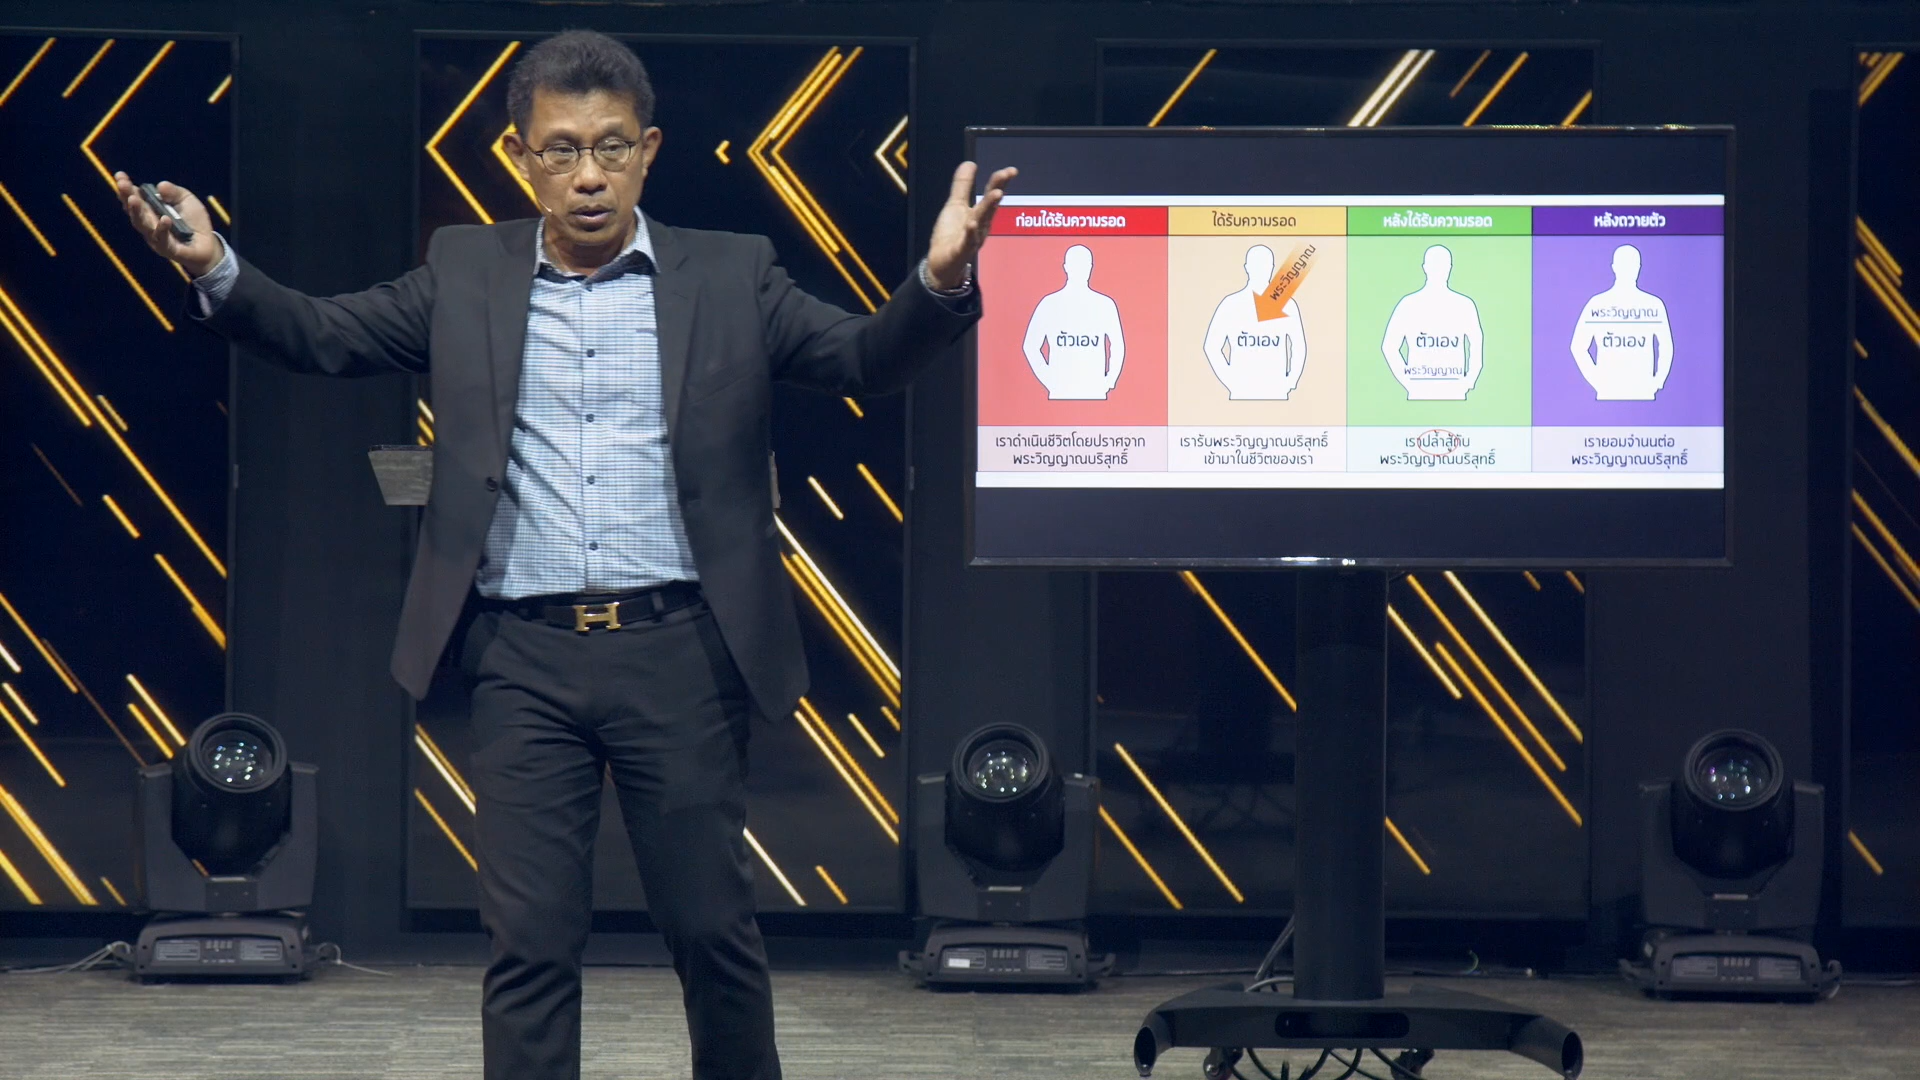 ก่อนได้รับความรอด
ได้รับความรอด
หลังได้รับความรอด
หลังถวายตัว
ตัวเอง
พระวิญญาณ
ตัวเอง
ตัวเอง
พระวิญญาณ
พระวิญญาณ
ตัวเอง
เราดำเนินชีวิตโดยปราศจาก
พระวิญญาณบริสุทธิ์
เรารับพระวิญญาณบริสุทธิ์
เข้ามาในชีวิตของเรา
เราปล้ำสู้กับ
พระวิญญาณบริสุทธิ์
เรายอมจำนนต่อ
พระวิญญาณบริสุทธิ์
LG